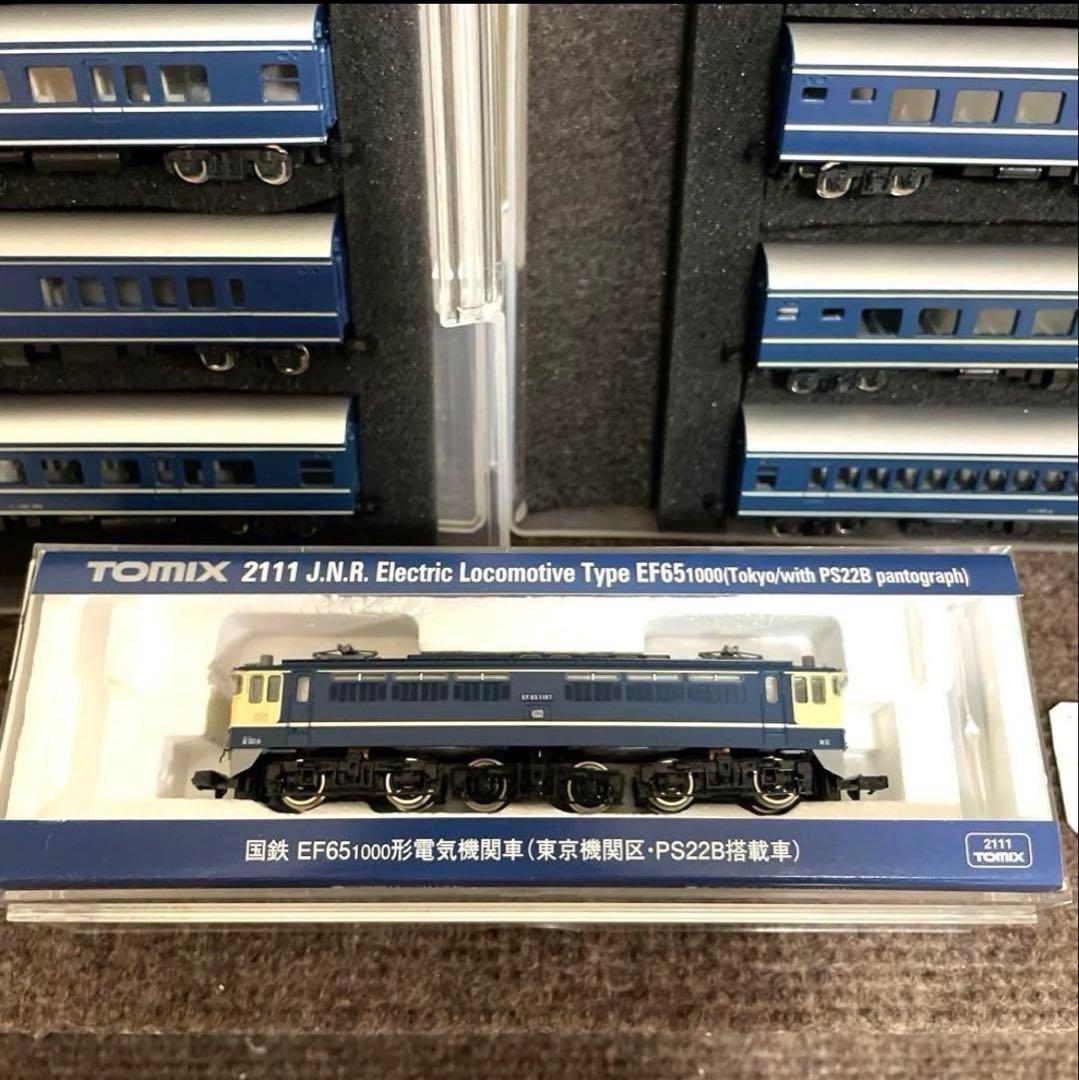 TOMIX 2111 J.N.R. Electric Locomotive Type EF651000(Tokyo/with PS22B pantograph)
国鉄 EF651000形電気機関車(東京機関区・PS22B搭載車)
2111
TOMIX